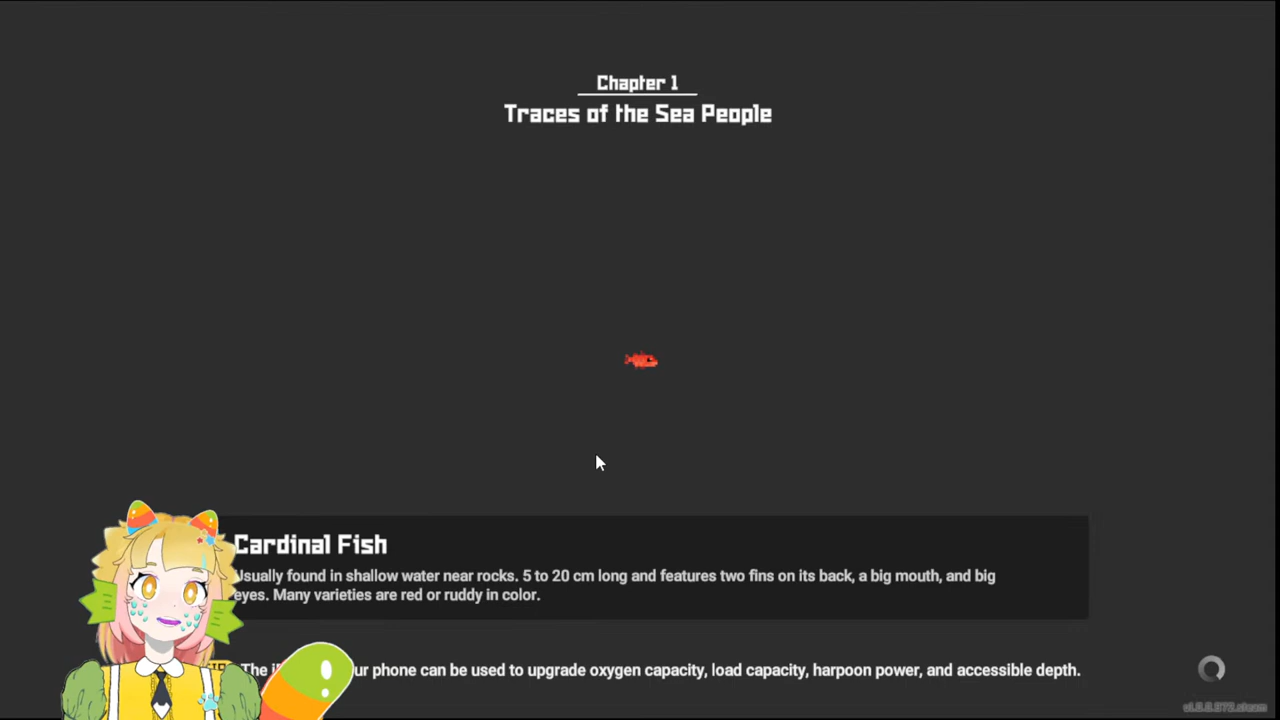 Chapter 1
Traces of the Sea People
Cardinal Fish
Usually found in shallow water near rocks. 5 to 20 cm long and features two fins on its back, a big mouth, and big
eyes. Many varieties are red or ruddy in color.
The ur phone can be used to upgrade oxygen capacity, load capacity, harpoon power, and accessible depth.